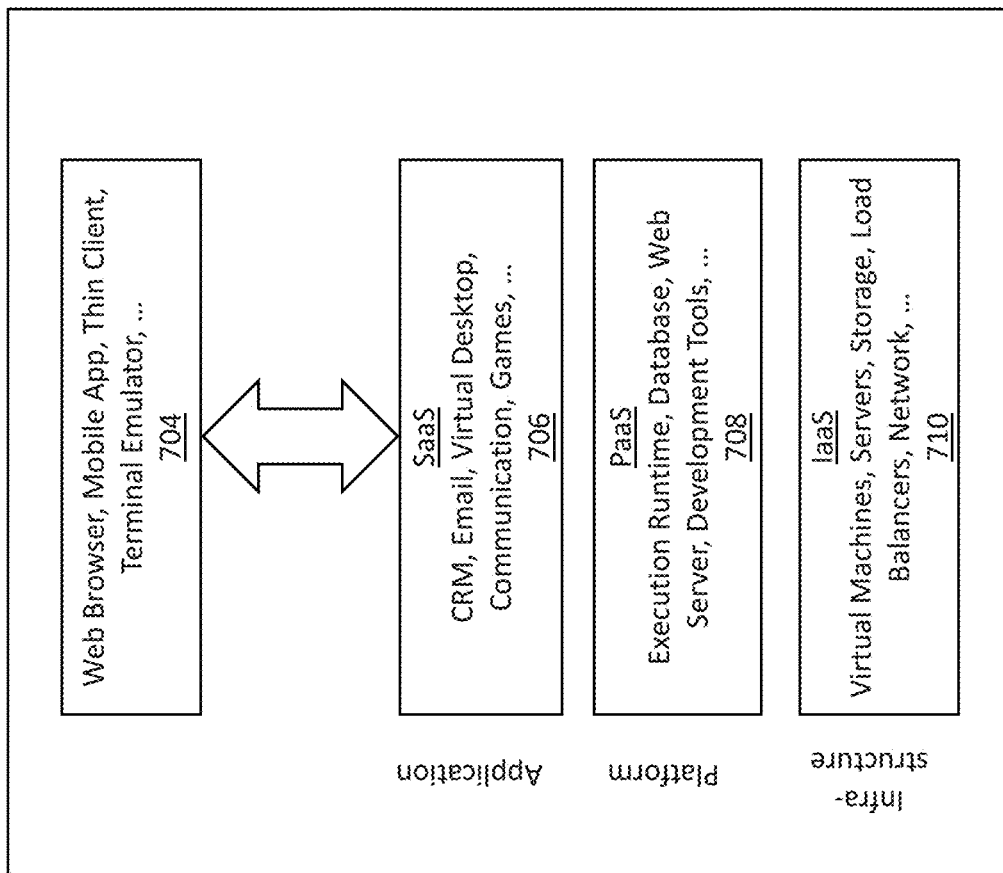 Web Browser, Mobile App, Thin Client,
Terminal Emulator, ...
704
Application
SaaS
CRM, Email, Virtual Desktop,
Communication, Games, ...
706
Platform
PaaS
Execution Runtime, Database, Web
Server, Development Tools, ...
708
Infra-
structure
IaaS
Virtual Machines, Servers, Storage, Load
Balancers, Network, ...
710